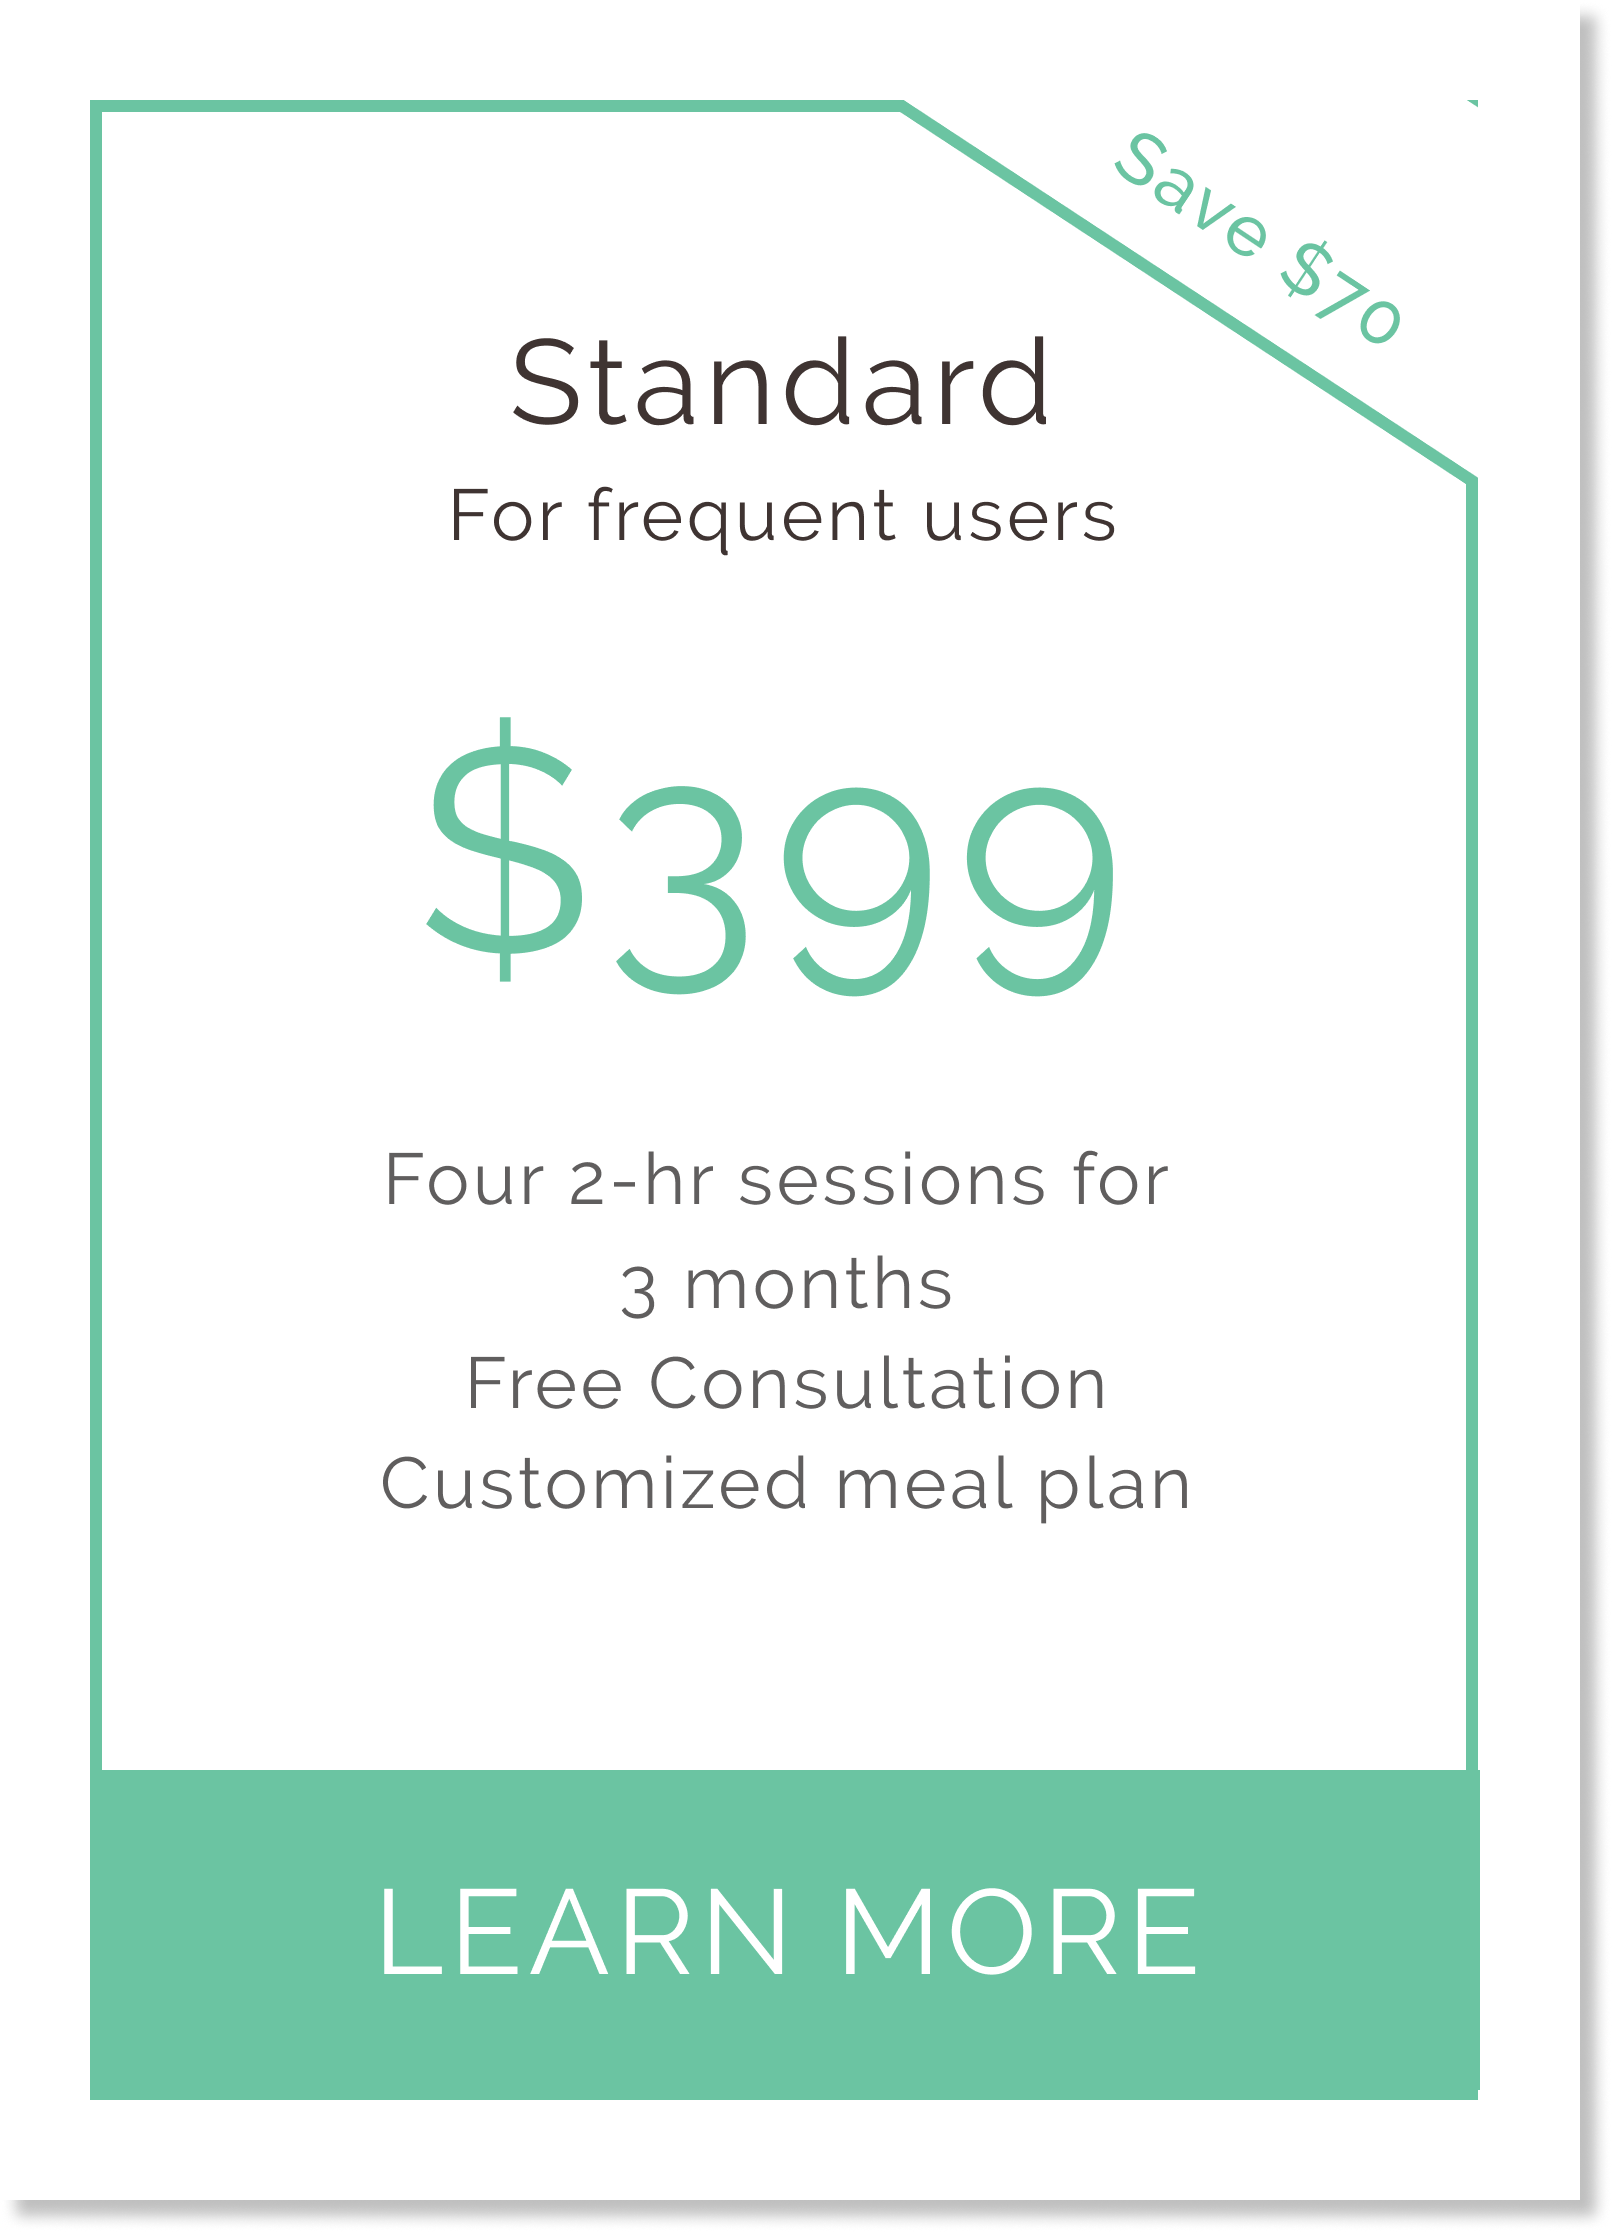 Save $70
Standard
For frequent users
$399
Four 2-hr sessions for
3 months
Free Consultation
Customized meal plan
LEARN MORE